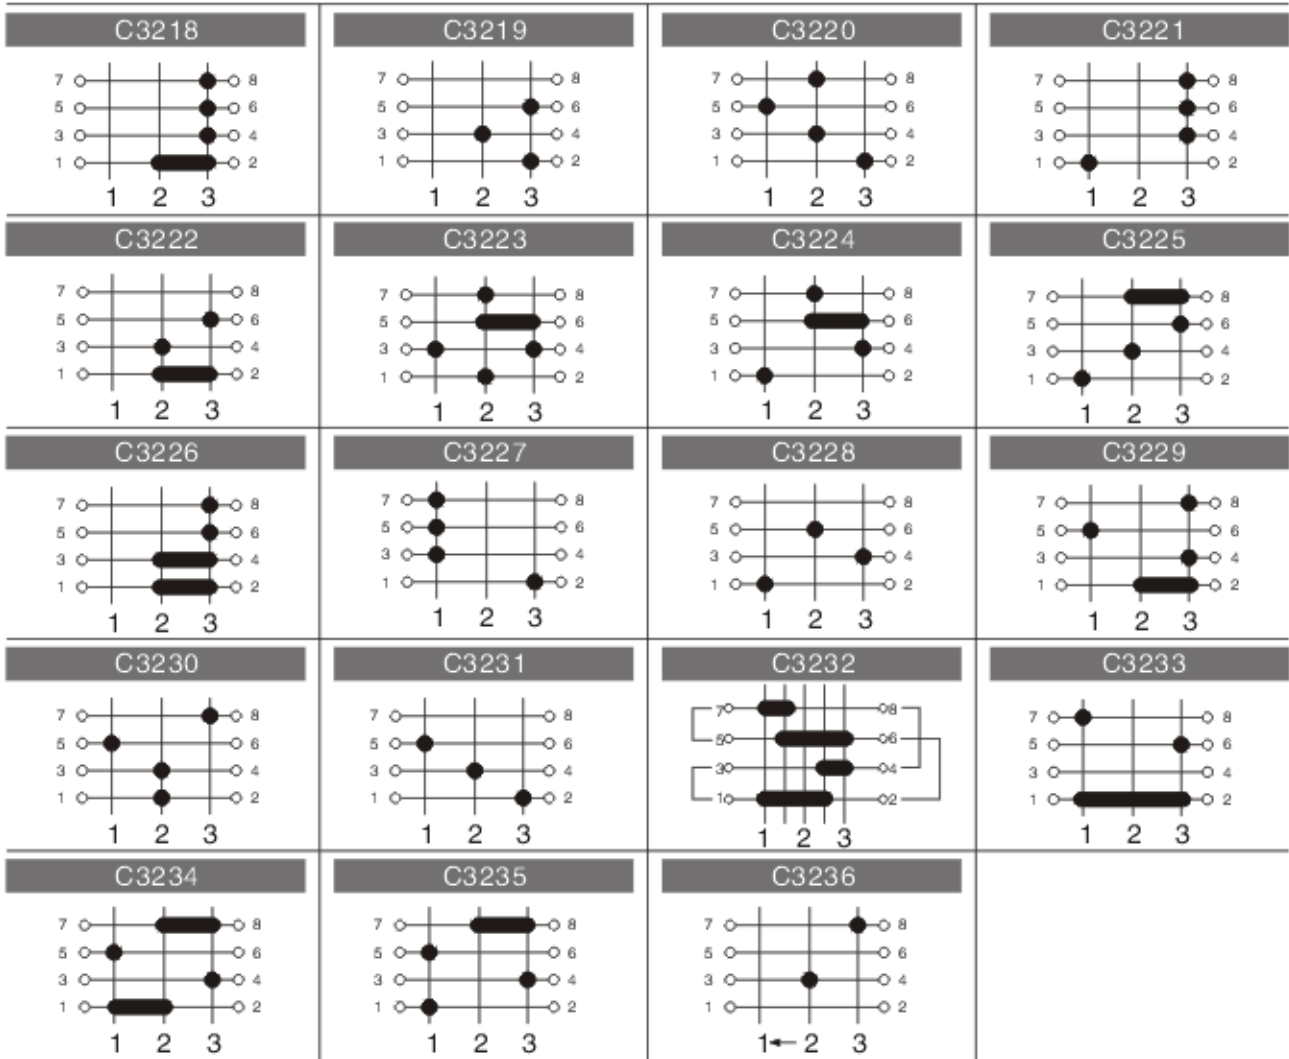 C3218 C3219 C3220 C3221
7 8 7 8 7 8 7 8
5 6 5 6 5 6 5 6
3 4 3 4 3 4 3 4
1 2 1 2 1 2 1 2
1 2 3 1 2 3 1 2 3 1 2 3
C3222 C3223 C3224 C3225
7 8 7 8 7 8 7 8
5 6 5 6 5 6 5 6
3 4 3 4 3 4 3 4
1 2 1 2 1 2 1 2
1 2 3 1 2 3 1 2 3 1 2 3
C3226 C3227 C3228 C3229
7 8 7 8 7 8 7 8
5 6 5 6 5 6 5 6
3 4 3 4 3 4 3 4
1 2 1 2 1 2 1 2
1 2 3 1 2 3 1 2 3 1 2 3
C3230 C3231 C3232 C3233
7 8 7 8 7 8 7 8
5 6 5 6 5 6 5 6
3 4 3 4 3 4 3 4
1 2 1 2 1 2 1 2
1 2 3 1 2 3 1 2 3 1 2 3
C3234 C3235 C3236
7 8 7 8 7 8
5 6 5 6 5 6
3 4 3 4 3 4
1 2 1 2 1 2
1 2 3 1 2 3 1←2 3